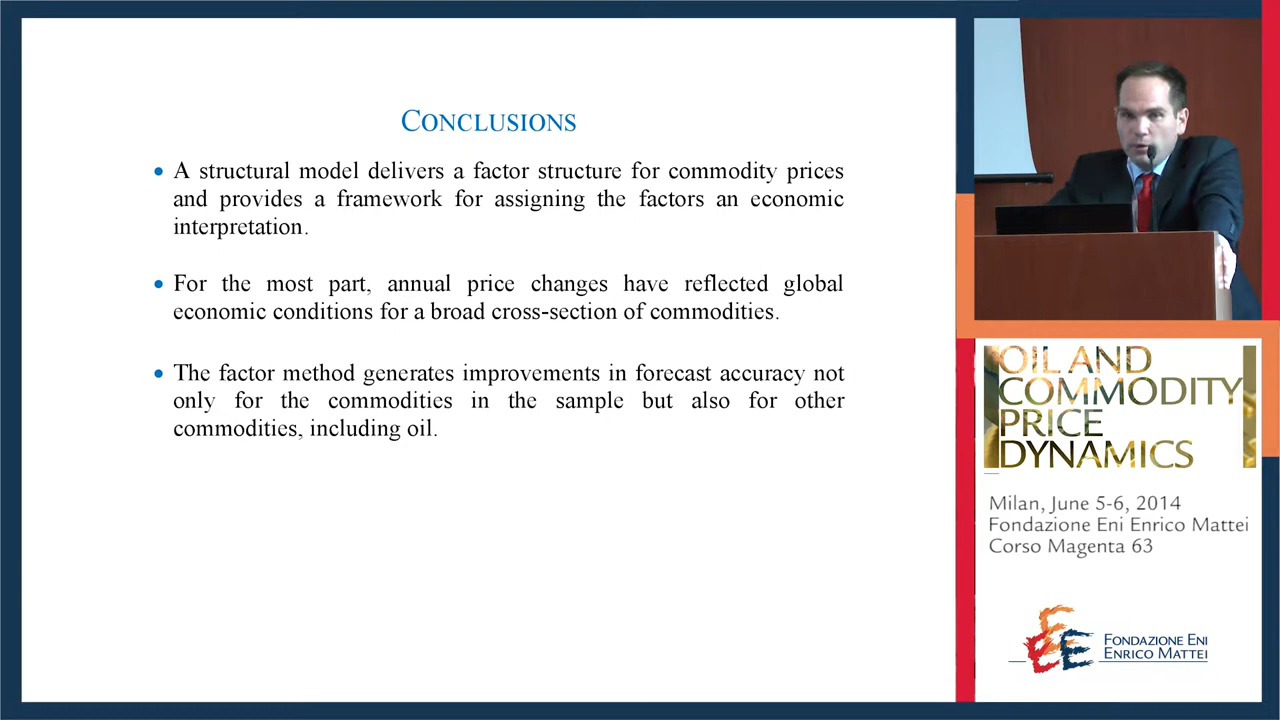 CONCLUSIONS
• A structural model delivers a factor structure for commodity prices
and provides a framework for assigning the factors an economic
interpretation.
• For the most part, annual price changes have reflected global
economic conditions for a broad cross-section of commodities.
• The factor method generates improvements in forecast accuracy not
only for the commodities in the sample but also for other
commodities, including oil.
OIL AND
COMMODITY
PRICE
DYNAMICS
Milan, June 5-6, 2014
Fondazione Eni Enrico Mattei
Corso Magenta 63
FONDAZIONE ENI
ENRICO MATTEI